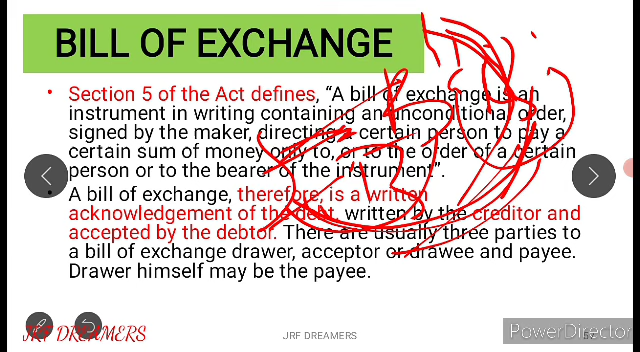 BILL OF EXCHANGE
• Section 5 of the Act defines, “A bill of exchange is an
instrument in writing containing an unconditional order,
signed by the maker, directing a certain person to pay a
certain sum of money only to, or to the order of a certain
person or to the bearer of the instrument”.
• A bill of exchange, therefore, is a written
acknowledgement of the debt, written by the creditor and
accepted by the debtor. There are usually three parties to
a bill of exchange drawer, acceptor or drawee and payee.
Drawer himself may be the payee.
JRF DREAMERS
JRF DREAMERS
PowerDirector